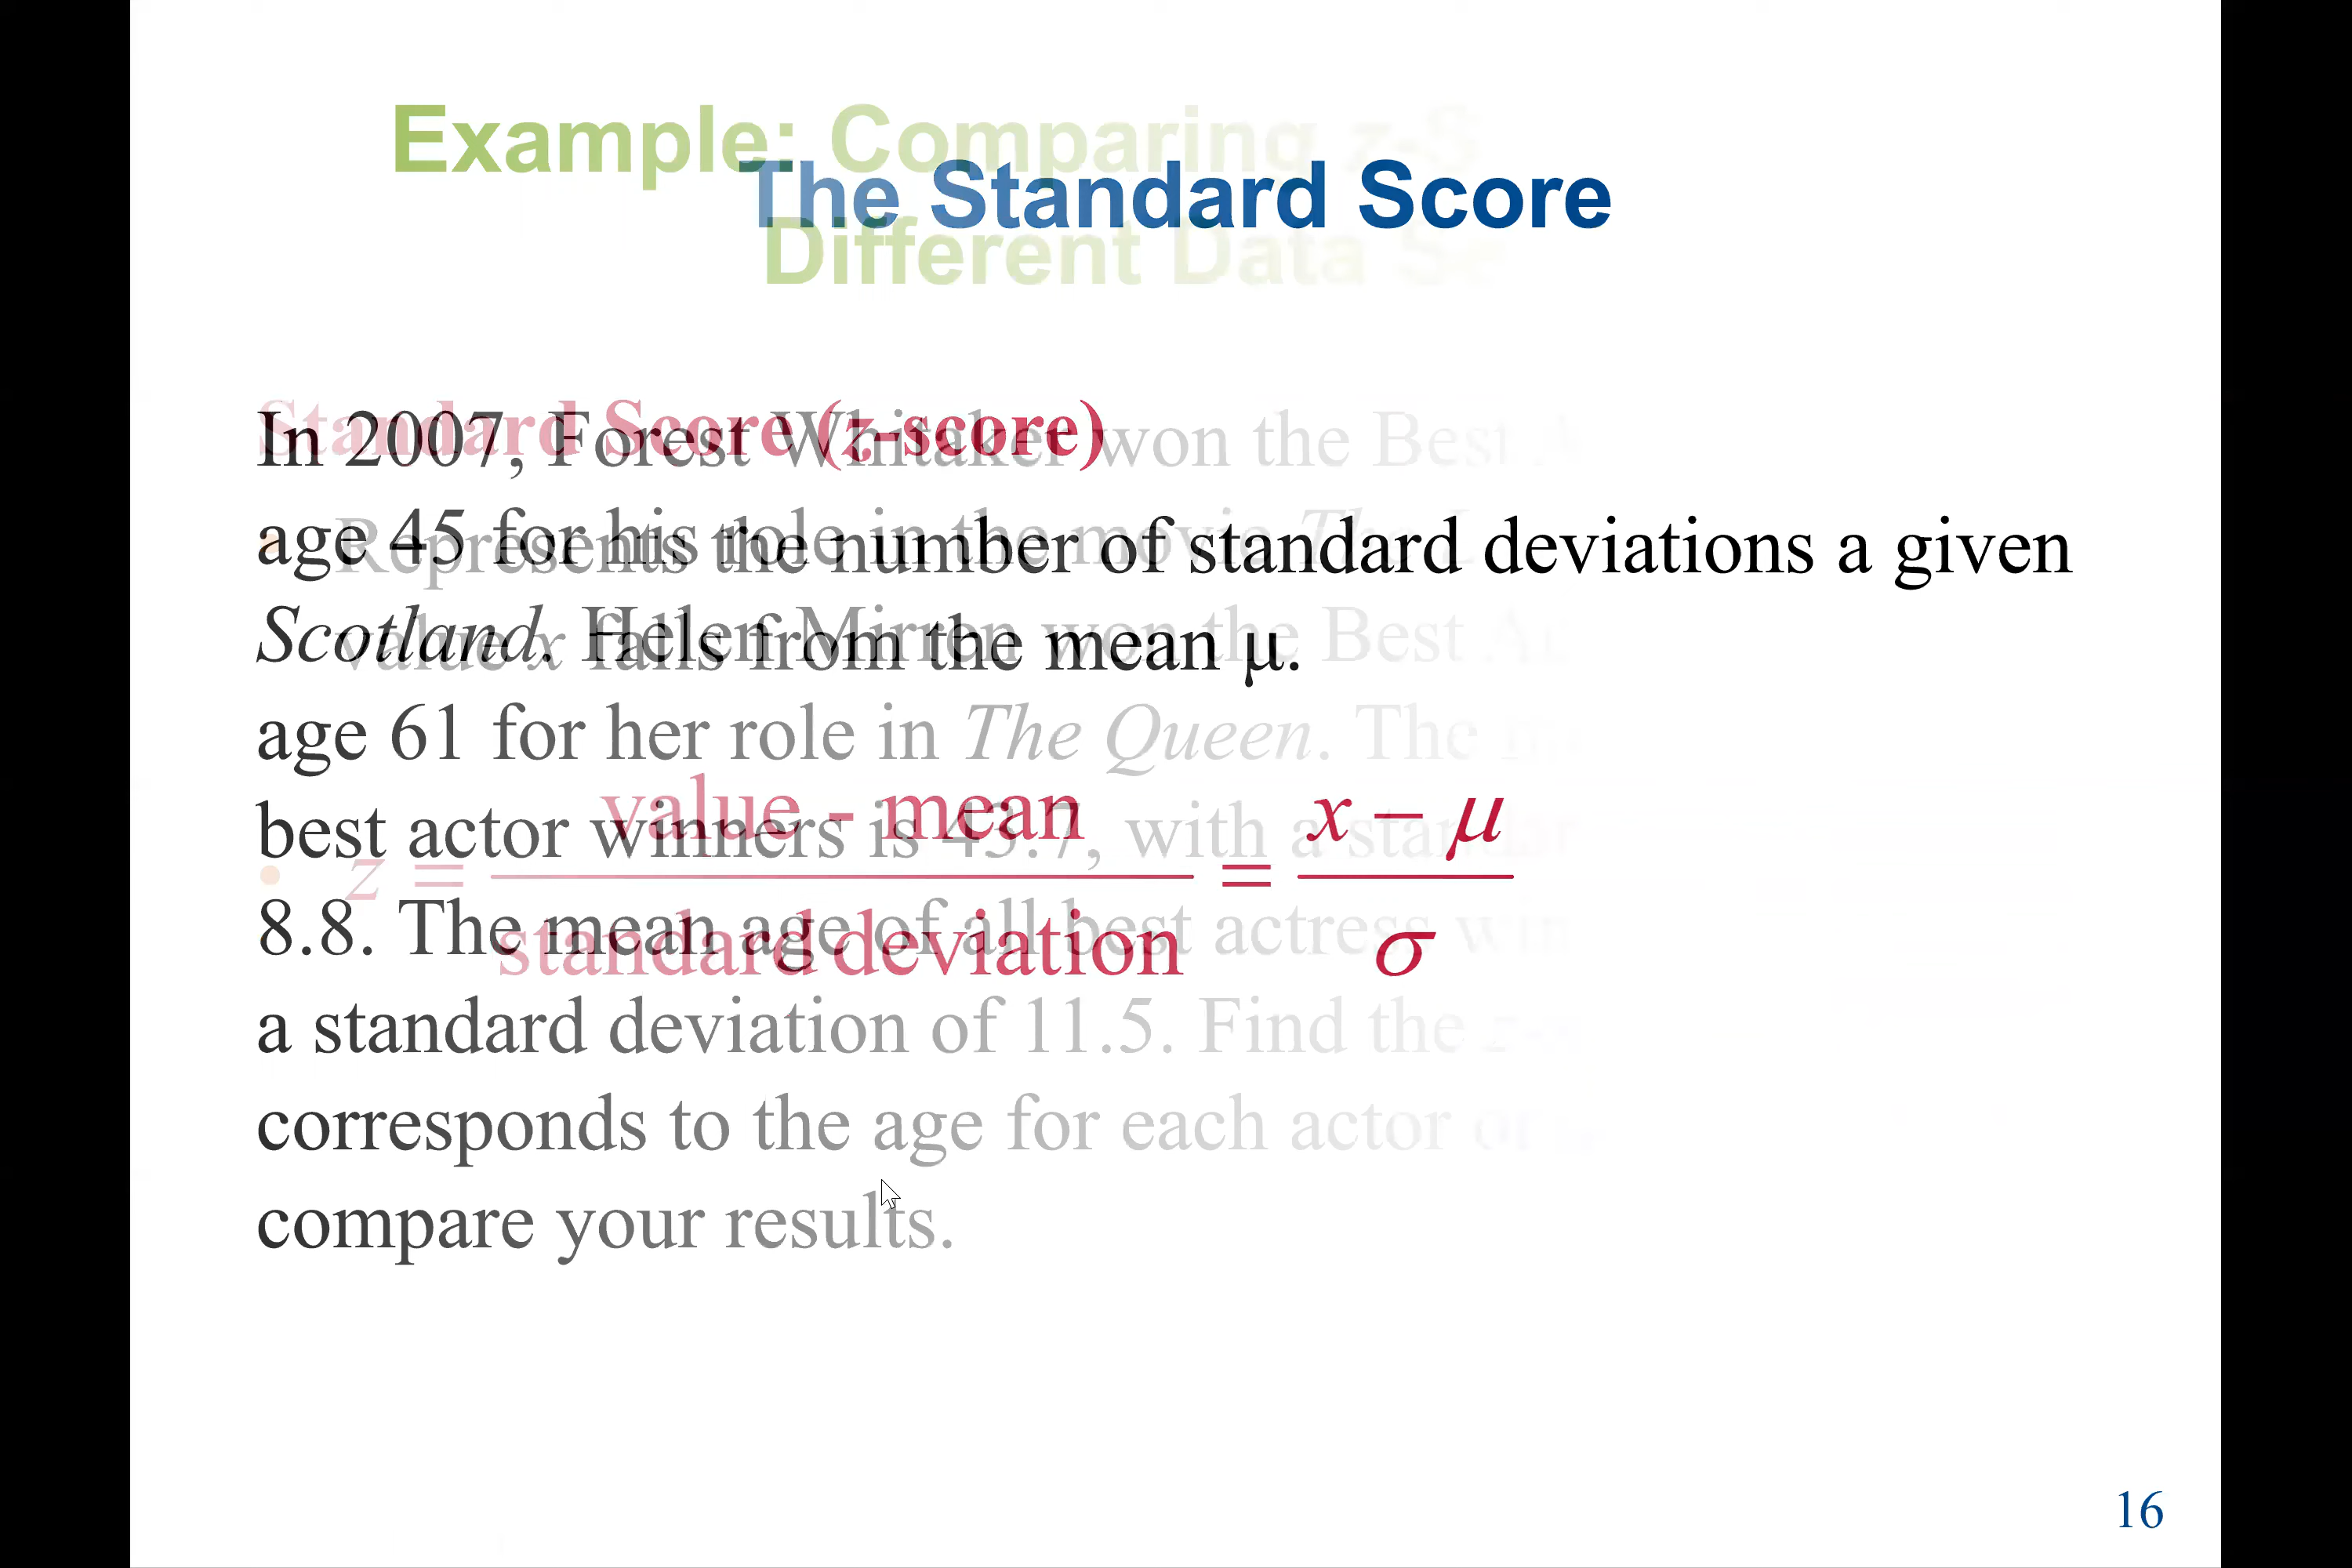 Example: Comparing z-S
Different Data Se
The Standard Score
Standard Score (z-score)
• Represents the number of standard deviations a given
value x falls from the mean μ.
• z = value - mean / standard deviation = x − μ / σ
In 2007, Forest Whitaker won the Best
age 45 for his role in the movie The
Scotland. Helen Mirren won the Best
age 61 for her role in The Queen. The
best actor winners is 43.7, with a
8.8. The mean age of all best actress
a standard deviation of 11.5. Find the
corresponds to the age for each actor or
compare your results.
16